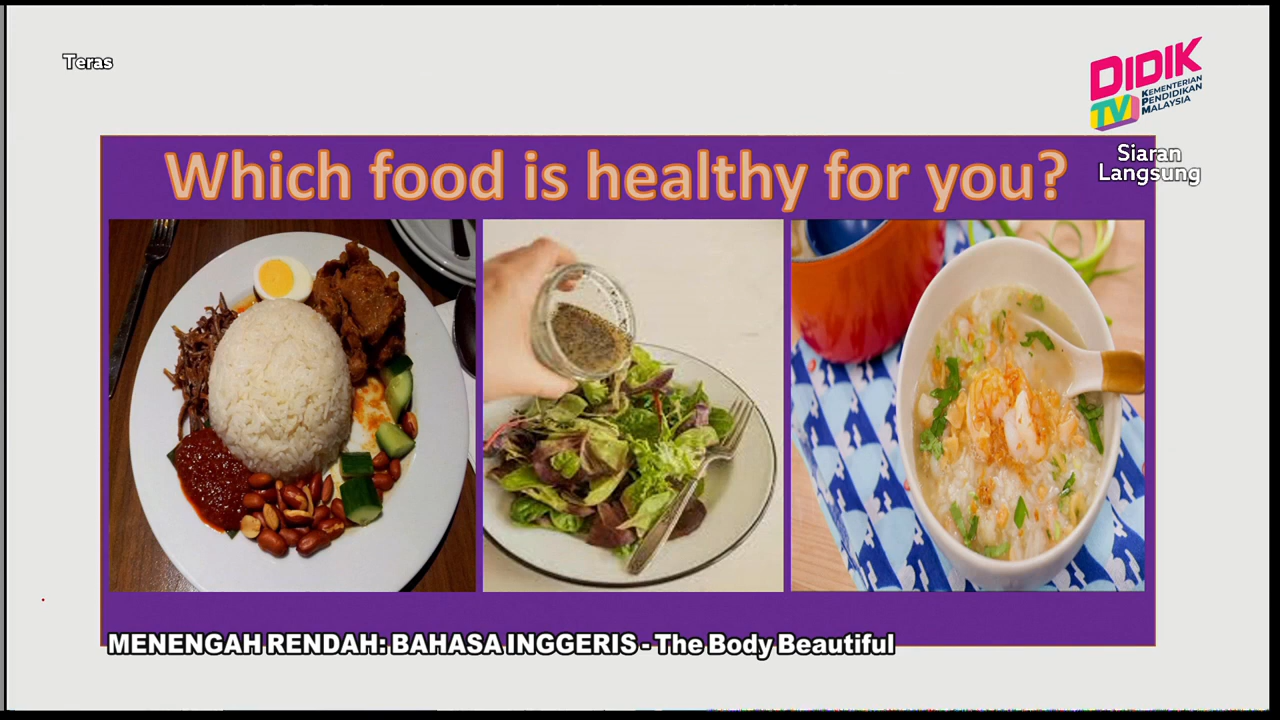 Teras
DIDIK
TV
KEMENTERIAN
PENDIDIKAN
MALAYSIA
Siaran
Langsung
Which food is healthy for you?
MENENGAH RENDAH: BAHASA INGGERIS - The Body Beautiful